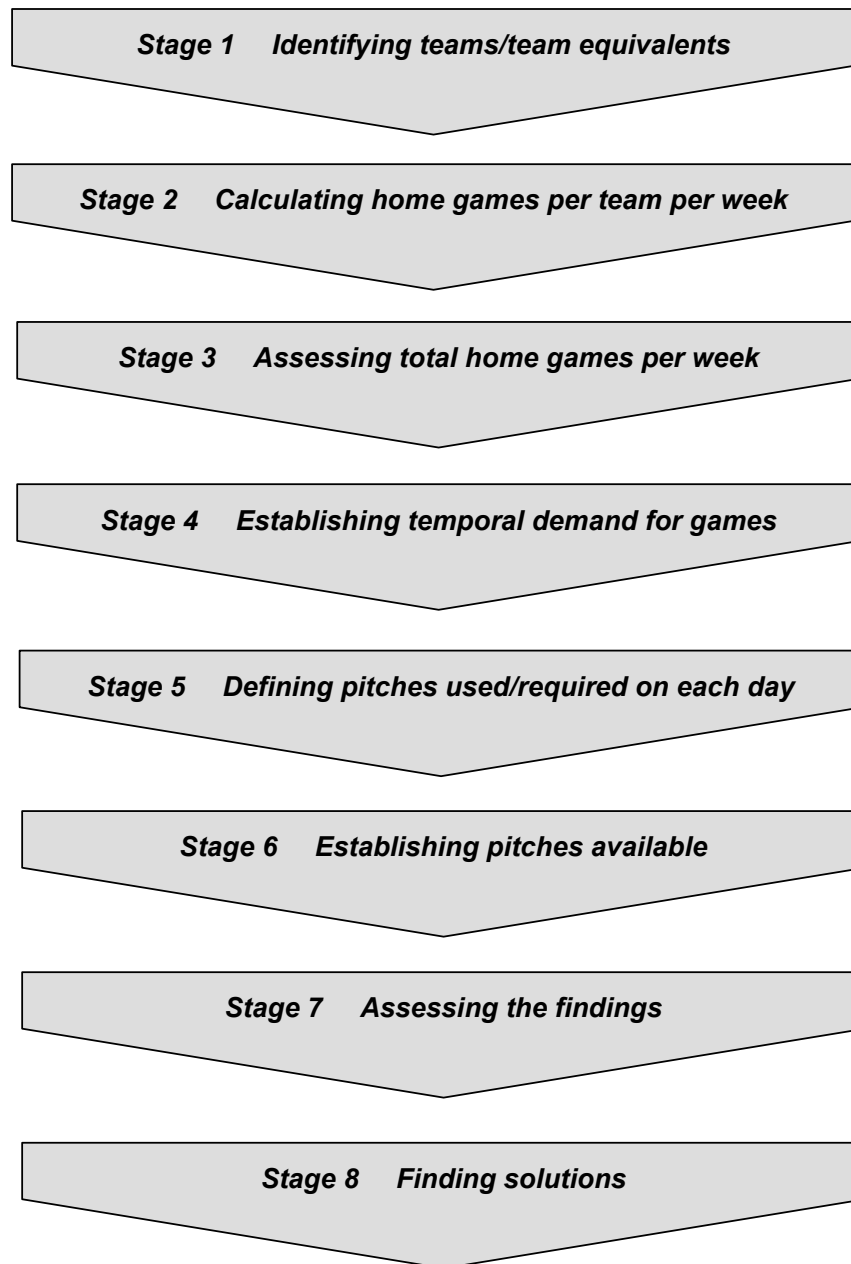 Stage 1 Identifying teams/team equivalents
Stage 2 Calculating home games per team per week
Stage 3 Assessing total home games per week
Stage 4 Establishing temporal demand for games
Stage 5 Defining pitches used/required on each day
Stage 6 Establishing pitches available
Stage 7 Assessing the findings
Stage 8 Finding solutions